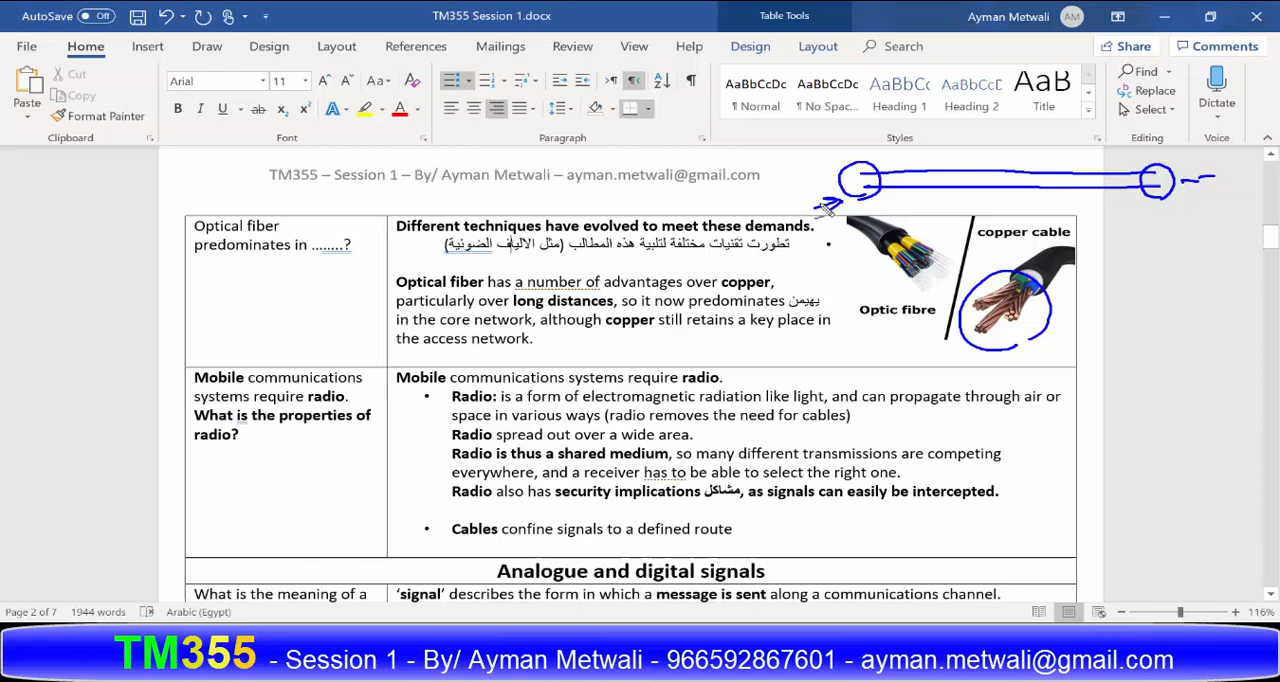 AutoSave Off
TM355 Session 1.docx
Table Tools
Ayman Metwali AM
File Home Insert Draw Design Layout References Mailings Review View Help Design Layout Search Share Comments
Paste
Cut
Copy
Format Painter
Clipboard
Arial 11
Font
Paragraph
AaBbCcDc AaBbCcDc AaBbCc AaBbCcD AaB
¶ Normal ¶ No Spac... Heading 1 Heading 2 Title
Styles
Find
Replace
Select
Editing
Dictate
Voice
TM355 – Session 1 – By/ Ayman Metwali – ayman.metwali@gmail.com
Optical fiber
predominates in ........?
Different techniques have evolved to meet these demands.
تطورت تقنيات مختلفة لتلبية هذه المطالب (مثل الالياف الضوئية)
Optical fiber has a number of advantages over copper,
particularly over long distances, so it now predominates يهيمن
in the core network, although copper still retains a key place in
the access network.
copper cable
Optic fibre
Mobile communications
systems require radio.
What is the properties of
radio?
Mobile communications systems require radio.
• Radio: is a form of electromagnetic radiation like light, and can propagate through air or
space in various ways (radio removes the need for cables)
Radio spread out over a wide area.
Radio is thus a shared medium, so many different transmissions are competing
everywhere, and a receiver has to be able to select the right one.
Radio also has security implications مشاكل, as signals can easily be intercepted.
• Cables confine signals to a defined route
Analogue and digital signals
What is the meaning of a
‘signal’ describes the form in which a message is sent along a communications channel.
Page 2 of 7 1944 words Arabic (Egypt) 116%
TM355 - Session 1 - By/ Ayman Metwali - 966592867601 - ayman.metwali@gmail.com